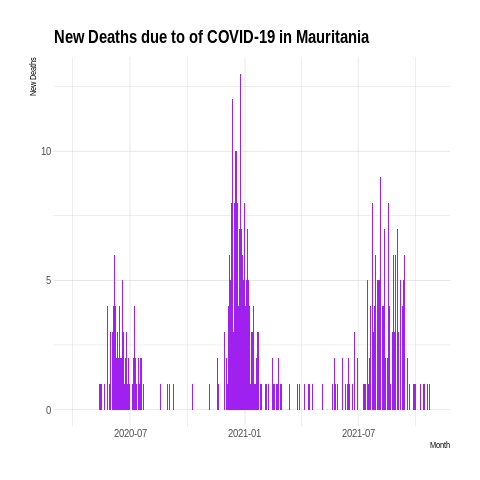 New Deaths due to of COVID-19 in Mauritania
New Deaths
10
5
0
2020-07
2021-01
2021-07
Month